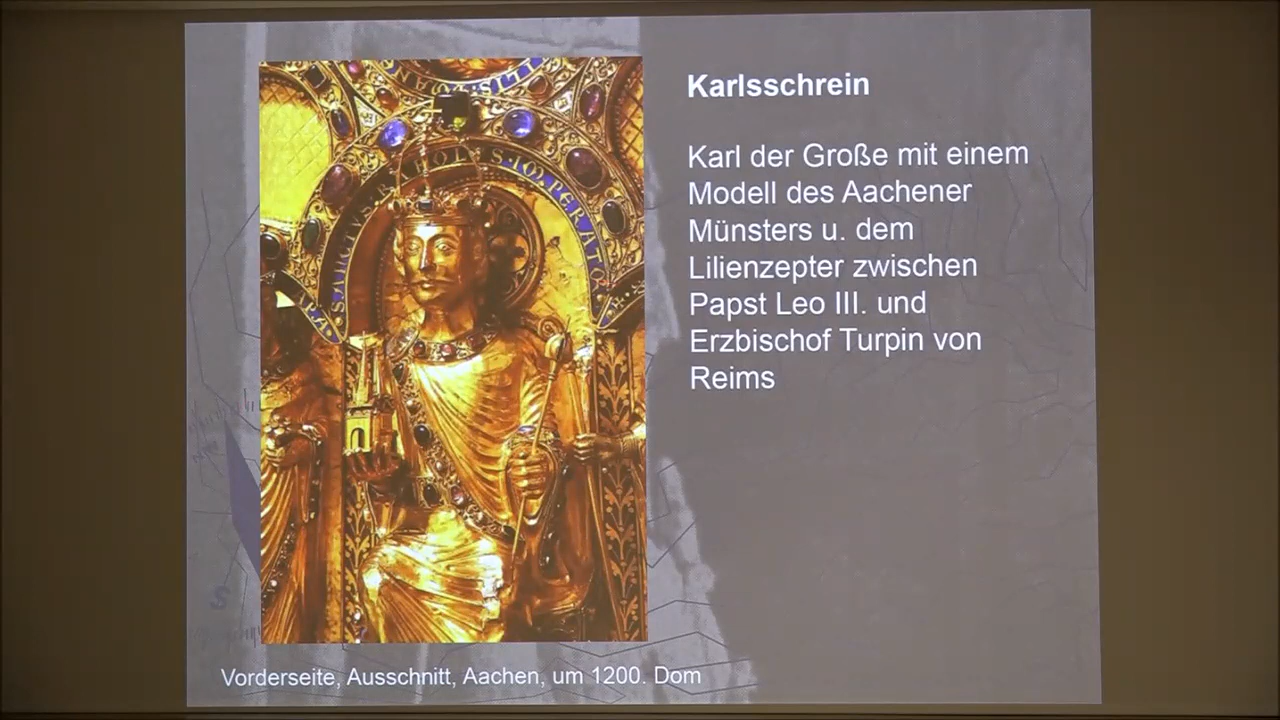 Karlsschrein
Karl der Große mit einem
Modell des Aachener
Münsters u. dem
Lilienzepter zwischen
Papst Leo III. und
Erzbischof Turpin von
Reims
Vorderseite, Ausschnitt, Aachen, um 1200. Dom
S